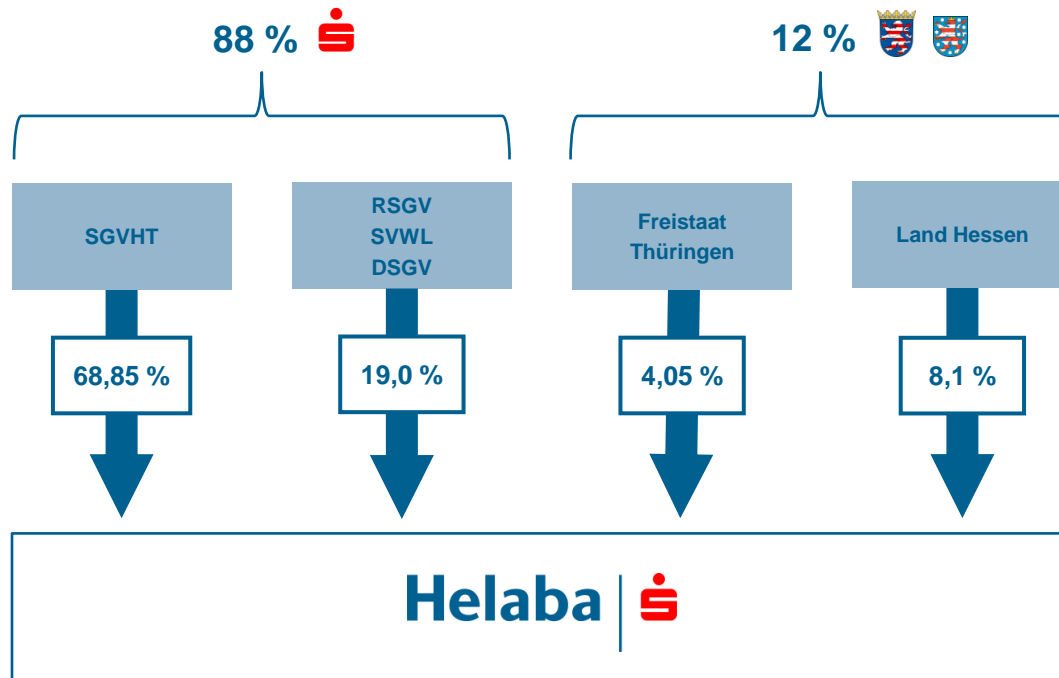 88 %
12 %
SGVHT
RSGV
SVWL
DSGV
Freistaat
Thüringen
Land Hessen
68,85 %
19,0 %
4,05 %
8,1 %
Helaba